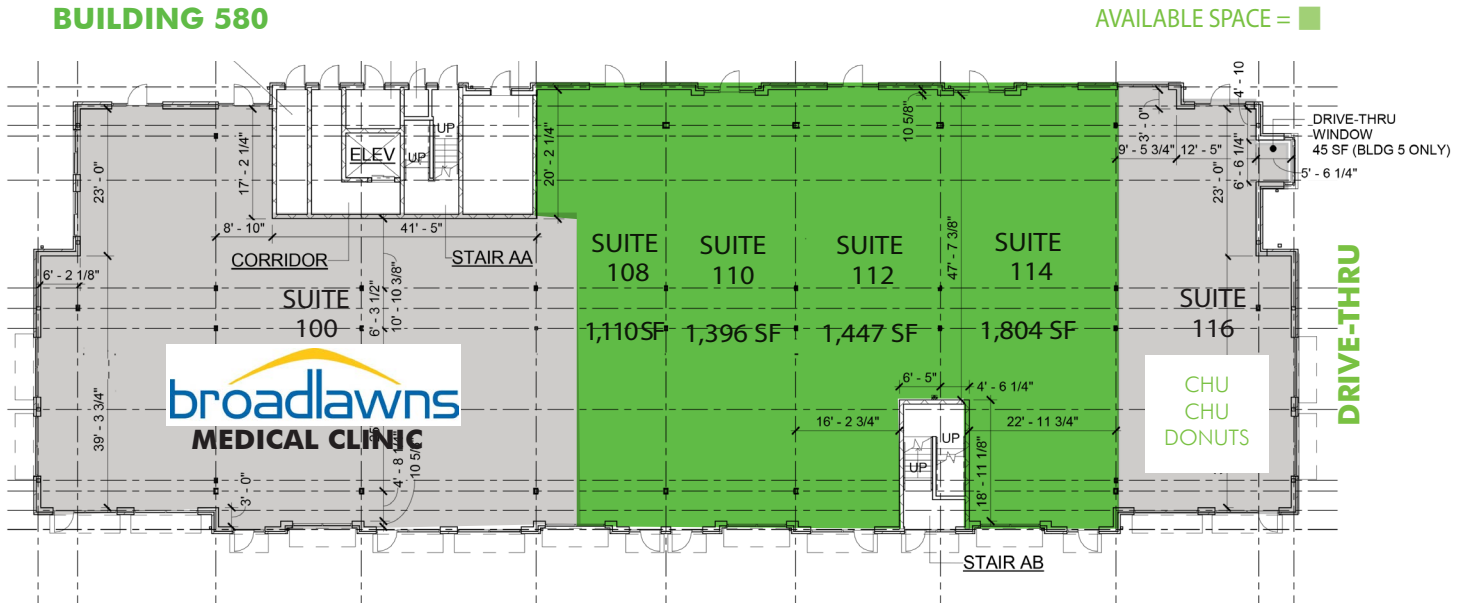 BUILDING 580
AVAILABLE SPACE =
4' - 10
DRIVE-THRU
WINDOW
45 SF (BLDG 5 ONLY)
5' - 6 1/4"
3' - 0"
9' - 5 3/4"
12' - 5"
6' - 6 1/4"
23' - 0"
10 5/8"
UP
ELEV
UP
20' - 2 1/4"
17' - 2 1/4"
23' - 0"
8' - 10"
41' - 5"
CORRIDOR
STAIR AA
6' - 2 1/8"
6' - 3 1/2"
10' - 10 3/8"
47' - 7 3/8"
SUITE
100
SUITE
108
1,110SF
SUITE
110
1,396 SF
SUITE
112
1,447 SF
SUITE
114
1,804 SF
SUITE
116
DRIVE-THRU
broadlawns
MEDICAL CLINIC
CHU
CHU
DONUTS
6' - 5"
4' - 6 1/4"
16' - 2 3/4"
22' - 11 3/4"
UP
UP
18' - 11 1/8"
39' - 3 3/4"
3' - 0"
4' - 8 1/4"
10 5/8"
STAIR AB